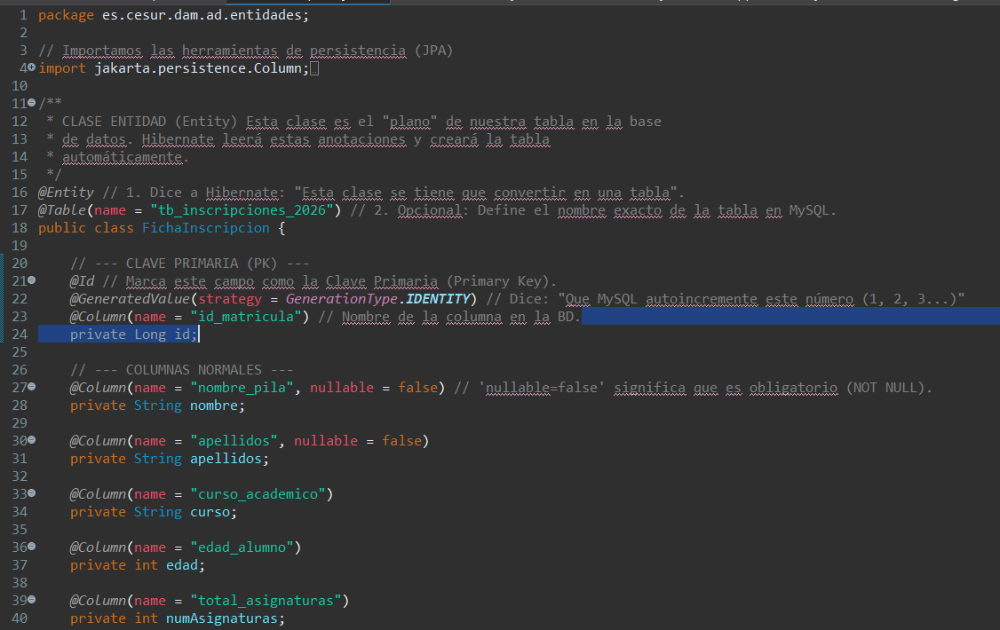 1 package es.cesur.dam.ad.entidades;
2
3 // Importamos las herramientas de persistencia (JPA)
4 import jakarta.persistence.Column;
10
11 /**
12  * CLASE ENTIDAD (Entity) Esta clase es el "plano" de nuestra tabla en la base
13  * de datos. Hibernate leerá estas anotaciones y creará la tabla
14  * automáticamente.
15  */
16 @Entity // 1. Dice a Hibernate: "Esta clase se tiene que convertir en una tabla".
17 @Table(name = "tb_inscripciones_2026") // 2. Opcional: Define el nombre exacto de la tabla en MySQL.
18 public class FichaInscripcion {
19
20     // --- CLAVE PRIMARIA (PK) ---
21     @Id // Marca este campo como la Clave Primaria (Primary Key).
22     @GeneratedValue(strategy = GenerationType.IDENTITY) // Dice: "Que MySQL autoincremente este número (1, 2, 3...)"
23     @Column(name = "id_matricula") // Nombre de la columna en la BD.
24     private Long id;
25
26     // --- COLUMNAS NORMALES ---
27     @Column(name = "nombre_pila", nullable = false) // 'nullable=false' significa que es obligatorio (NOT NULL).
28     private String nombre;
29
30     @Column(name = "apellidos", nullable = false)
31     private String apellidos;
32
33     @Column(name = "curso_academico")
34     private String curso;
35
36     @Column(name = "edad_alumno")
37     private int edad;
38
39     @Column(name = "total_asignaturas")
40     private int numAsignaturas;